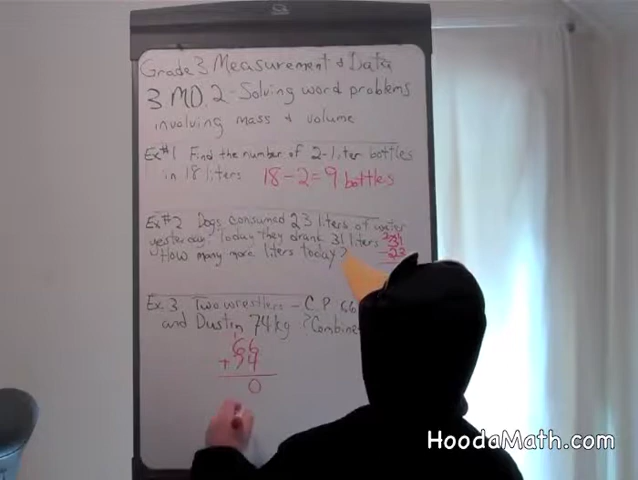 Grade 3 Measurement & Data
3 MD. 2 - Solving word problems
involving mass & volume
Ex#1 Find the number of 2-liter bottles
in 18 liters 18 - 2 = 9 bottles
Ex#2 Dogs consumed 23 liters of water
yesterday. Today they drank 31 liters
How many more liters today?
31
- 23
Ex. 3 Two wrestlers - C.P 66
and Dustin 74 kg ? Combine
1
66
+ 74
0
HoodaMath.com